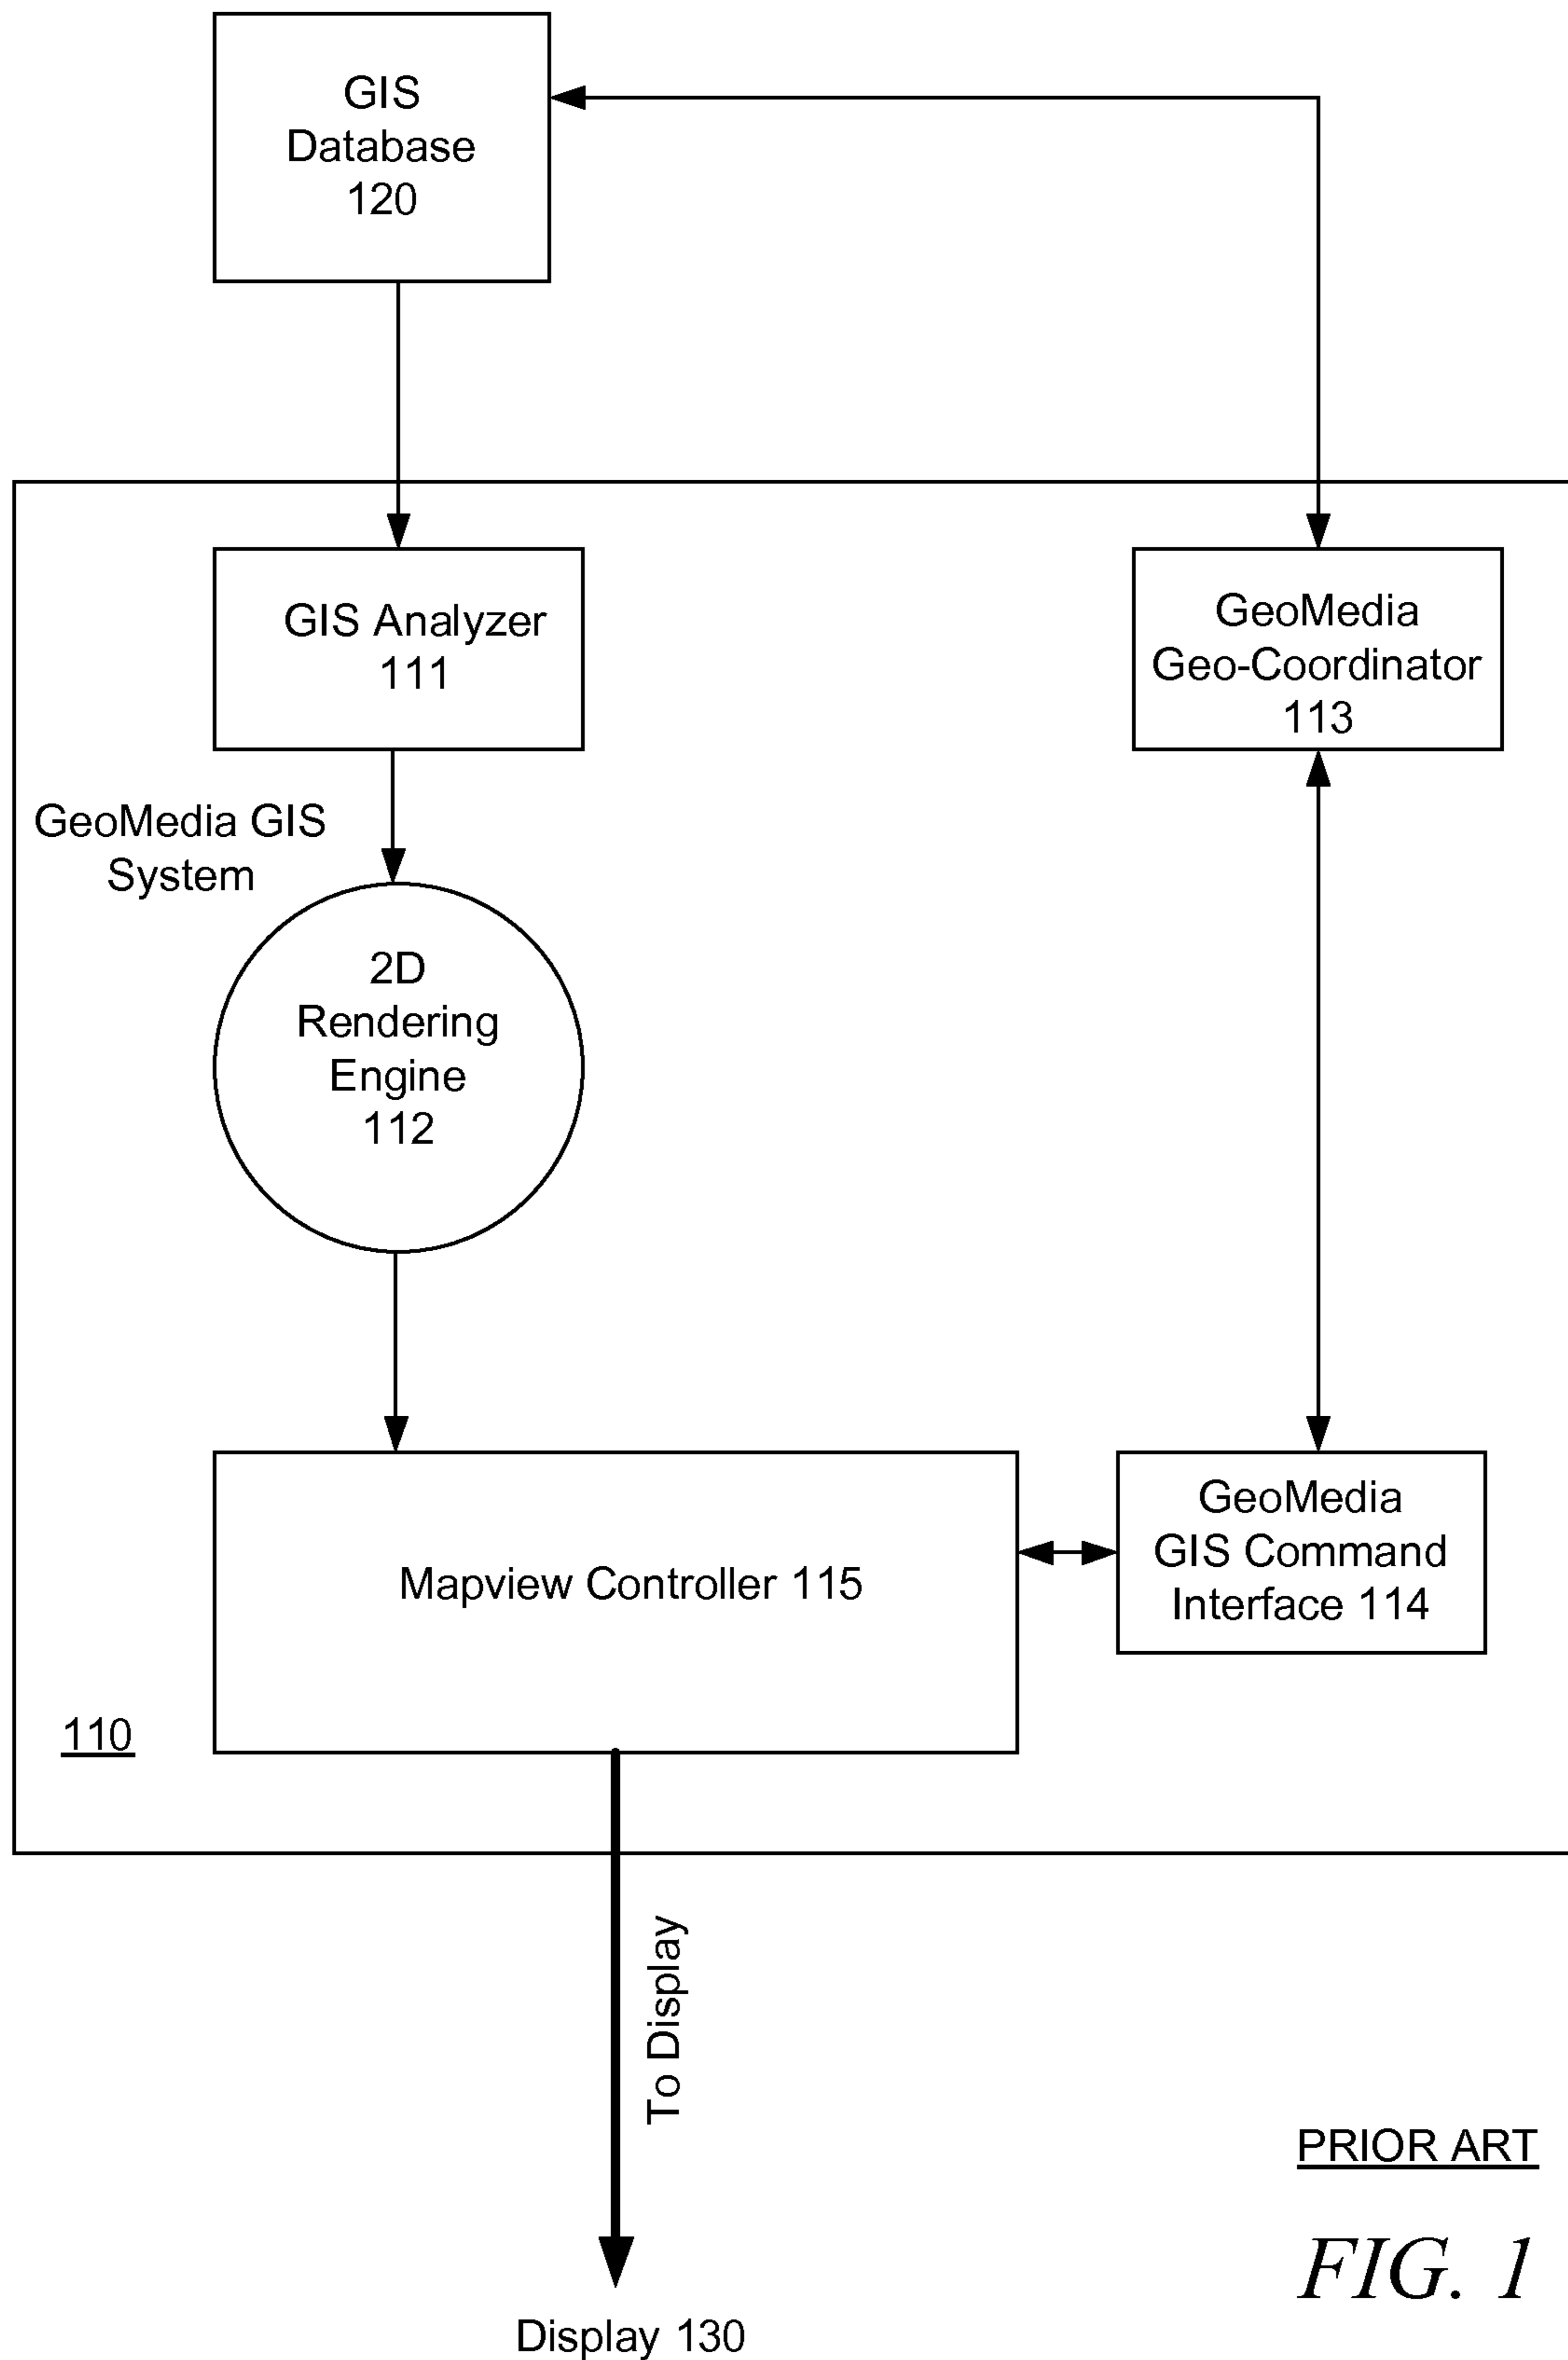 GIS
Database
120
GIS Analyzer
111
GeoMedia
Geo-Coordinator
113
GeoMedia GIS
System
2D
Rendering
Engine
112
Mapview Controller 115
GeoMedia
GIS Command
Interface 114
110
To Display
PRIOR ART
FIG. 1
Display 130